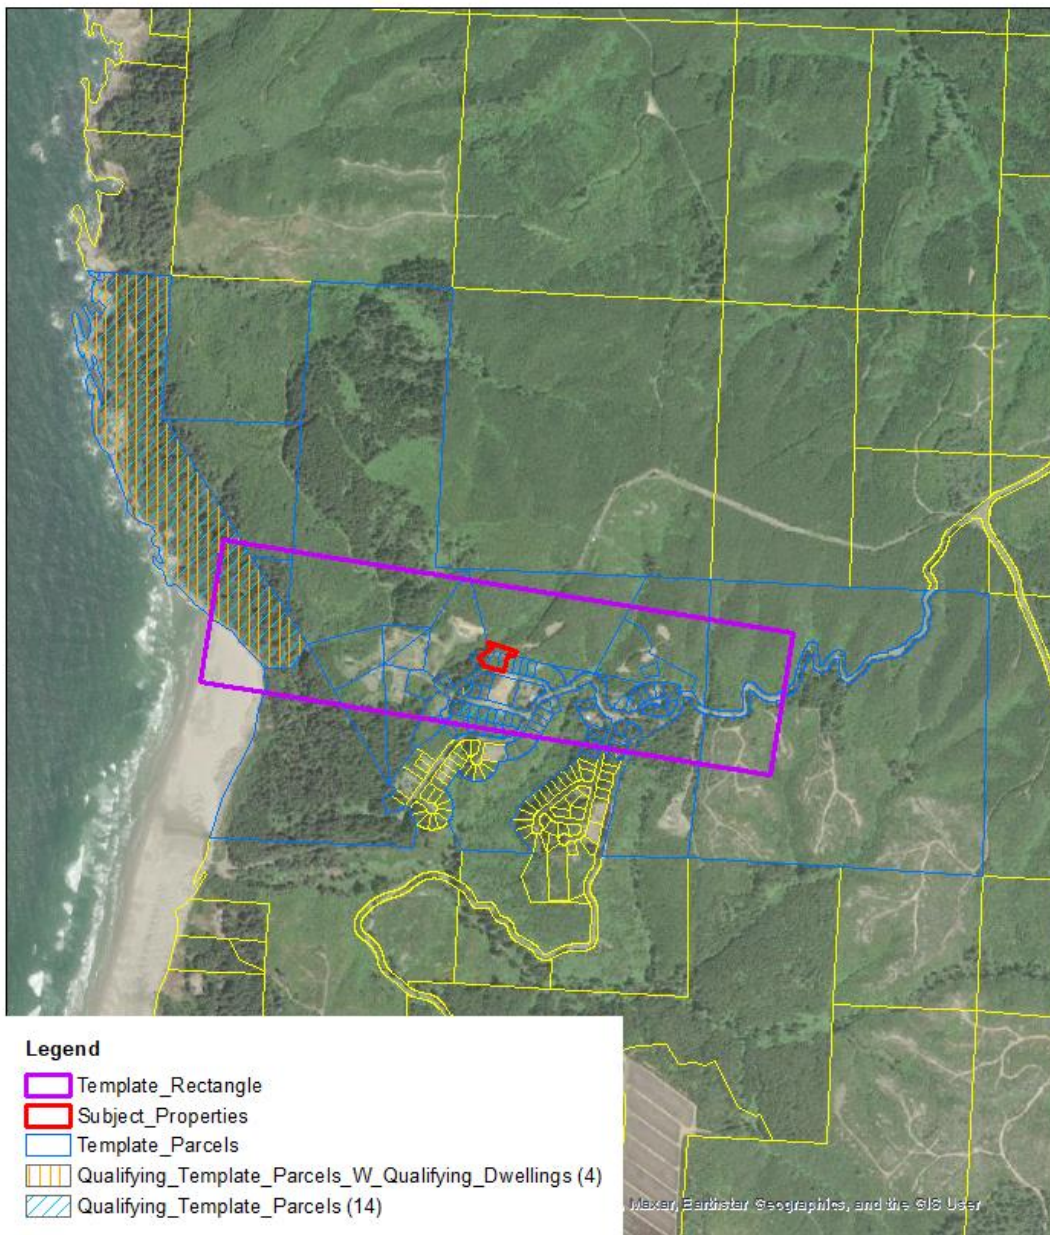 Legend
Template_Rectangle
Subject_Properties
Template_Parcels
Qualifying_Template_Parcels_W_Qualifying_Dwellings (4)
Qualifying_Template_Parcels (14)
, Maxar, Earthstar Geographics, and the GIS User